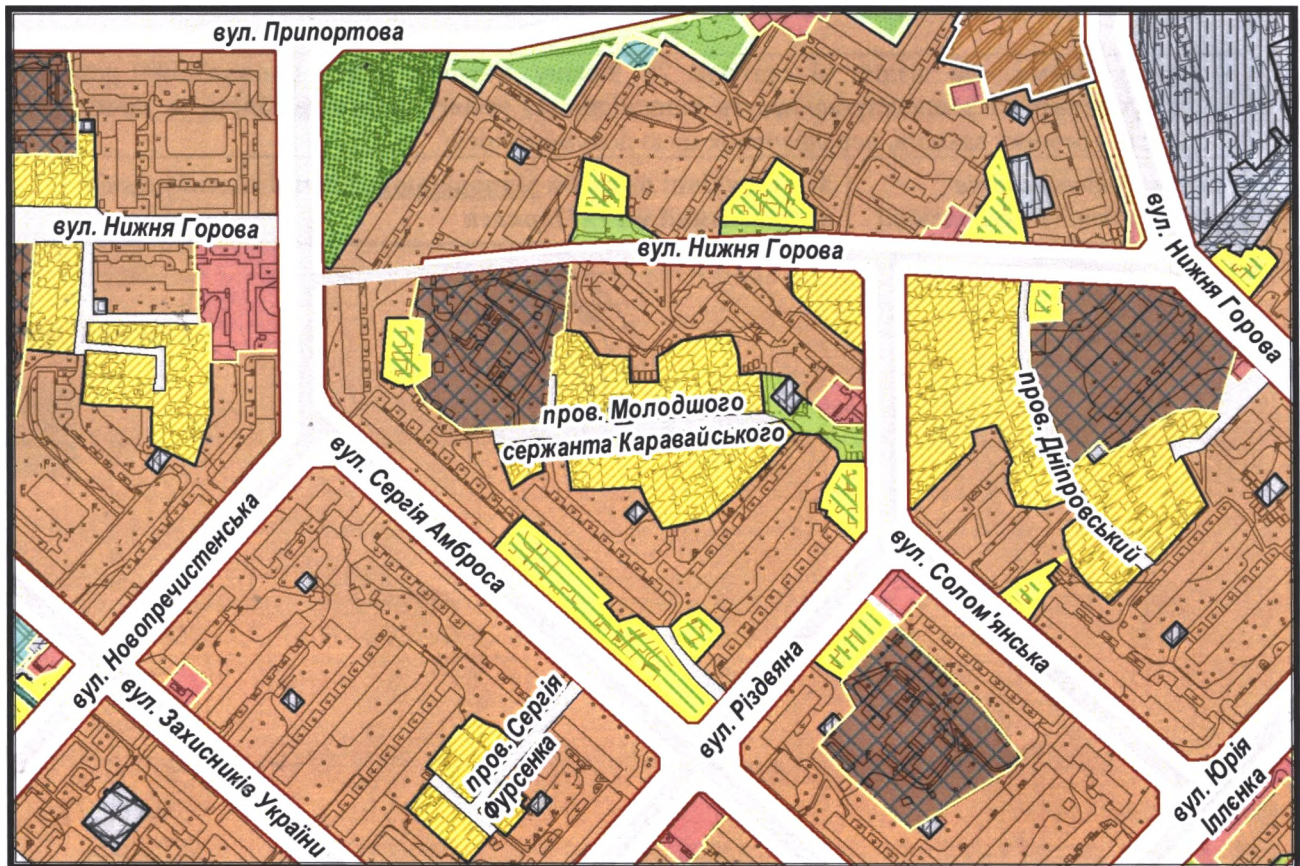 вул. Припортова
вул. Нижня Горова
вул. Нижня Горова
вул. Нижня Горова
пров. Молодшого
сержанта Каравайського
пров. Дніпровський
вул. Сергія Амброса
вул. Новопречистенська
вул. Солом'янська
вул. Різдвяна
пров. Сергія
Фурсенка
вул. Захисників України
вул. Юрія
Іллєнка